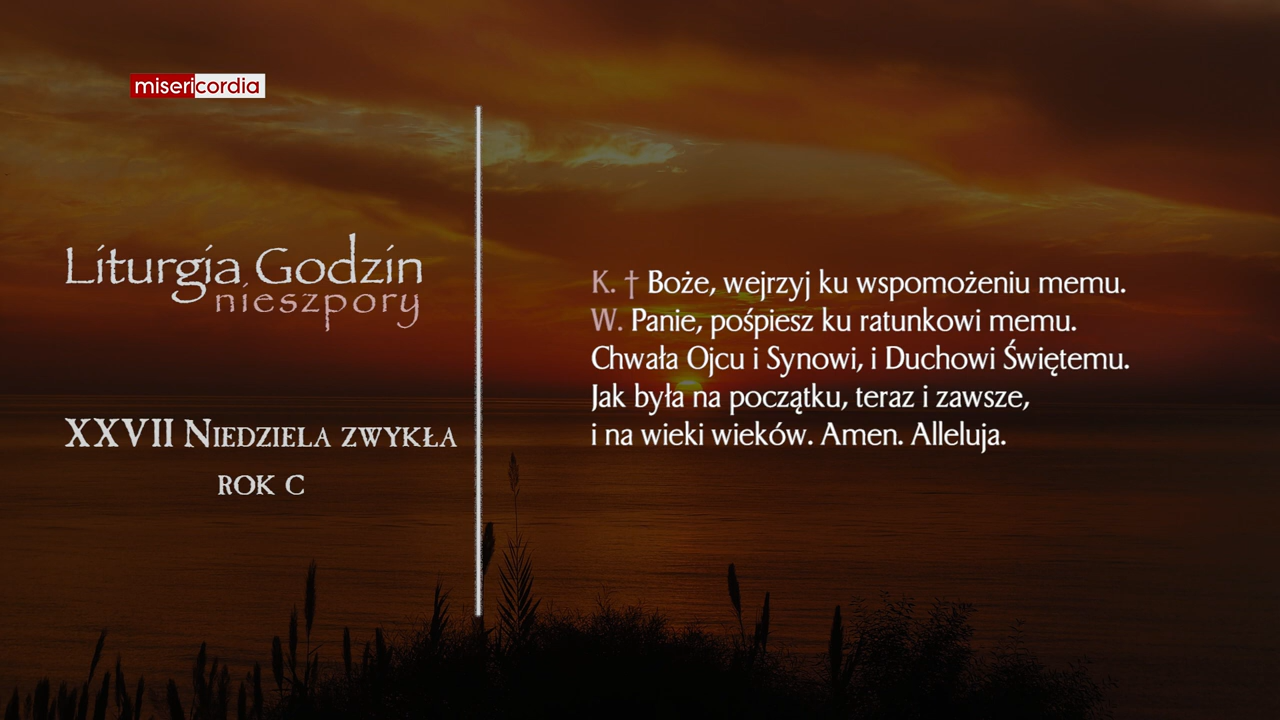 misericordia
Liturgia Godzin
nieszpory
XXVII Niedziela zwykła
rok C
K. † Boże, wejrzyj ku wspomożeniu memu.
W. Panie, pośpiesz ku ratunkowi memu.
Chwała Ojcu i Synowi, i Duchowi Świętemu.
Jak była na początku, teraz i zawsze,
i na wieki wieków. Amen. Alleluja.